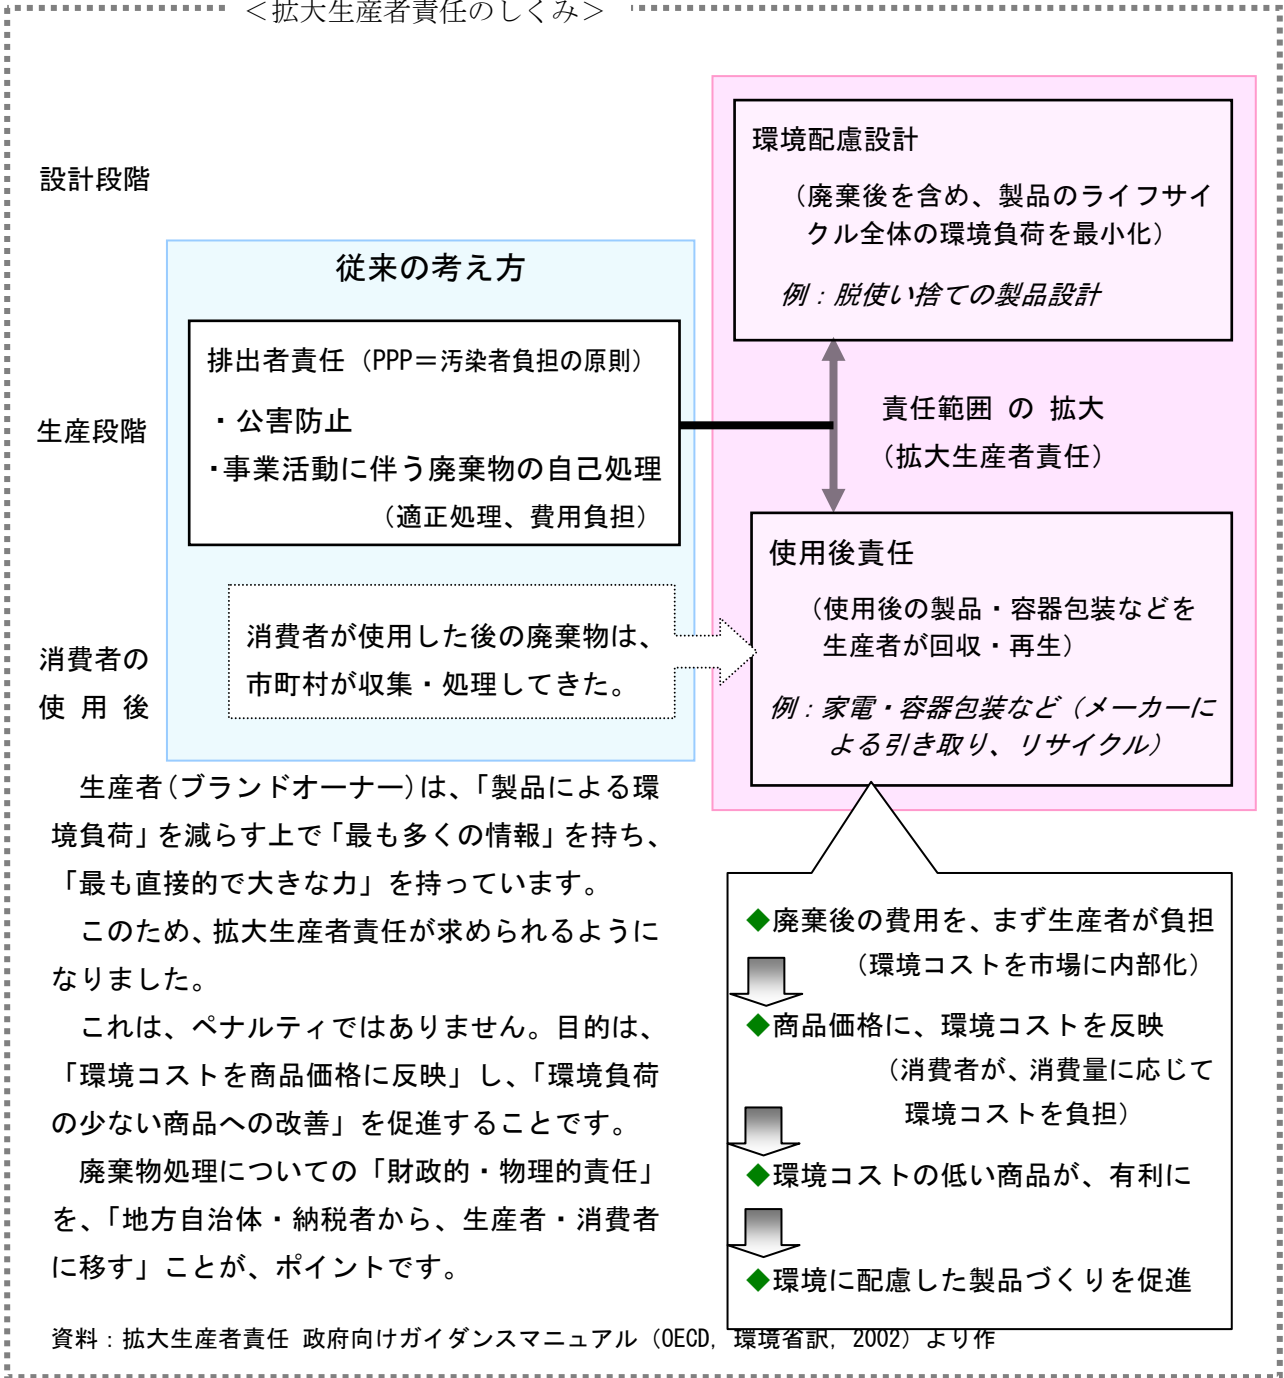 ＜拡大生産者責任のしくみ＞
設計段階
環境配慮設計
（廃棄後を含め、製品のライフサイ
クル全体の環境負荷を最小化）
例：脱使い捨ての製品設計
従来の考え方
生産段階
排出者責任（PPP＝汚染者負担の原則）
・公害防止
・事業活動に伴う廃棄物の自己処理
（適正処理、費用負担）
責任範囲 の 拡大
（拡大生産者責任）
消費者の
使 用 後
消費者が使用した後の廃棄物は、
市町村が収集・処理してきた。
使用後責任
（使用後の製品・容器包装などを
生産者が回収・再生）
例：家電・容器包装など（メーカーに
よる引き取り、リサイクル）
生産者(ブランドオーナー)は、「製品による環
境負荷」を減らす上で「最も多くの情報」を持ち、
「最も直接的で大きな力」を持っています。
このため、拡大生産者責任が求められるように
なりました。
これは、ペナルティではありません。目的は、
「環境コストを商品価格に反映」し、「環境負荷
の少ない商品への改善」を促進することです。
廃棄物処理についての「財政的・物理的責任」
を、「地方自治体・納税者から、生産者・消費者
に移す」ことが、ポイントです。
◆廃棄後の費用を、まず生産者が負担
（環境コストを市場に内部化）
◆商品価格に、環境コストを反映
（消費者が、消費量に応じて
環境コストを負担）
◆環境コストの低い商品が、有利に
◆環境に配慮した製品づくりを促進
資料：拡大生産者責任 政府向けガイダンスマニュアル（OECD, 環境省訳, 2002）より作